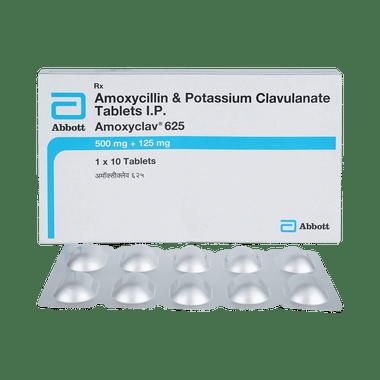 Rx
Amoxycillin & Potassium Clavulanate
Tablets I.P.
Abbott
Amoxyclav® 625
500 mg + 125 mg
1 x 10 Tablets
अमॉक्सीक्लेव ६२५
Abbott